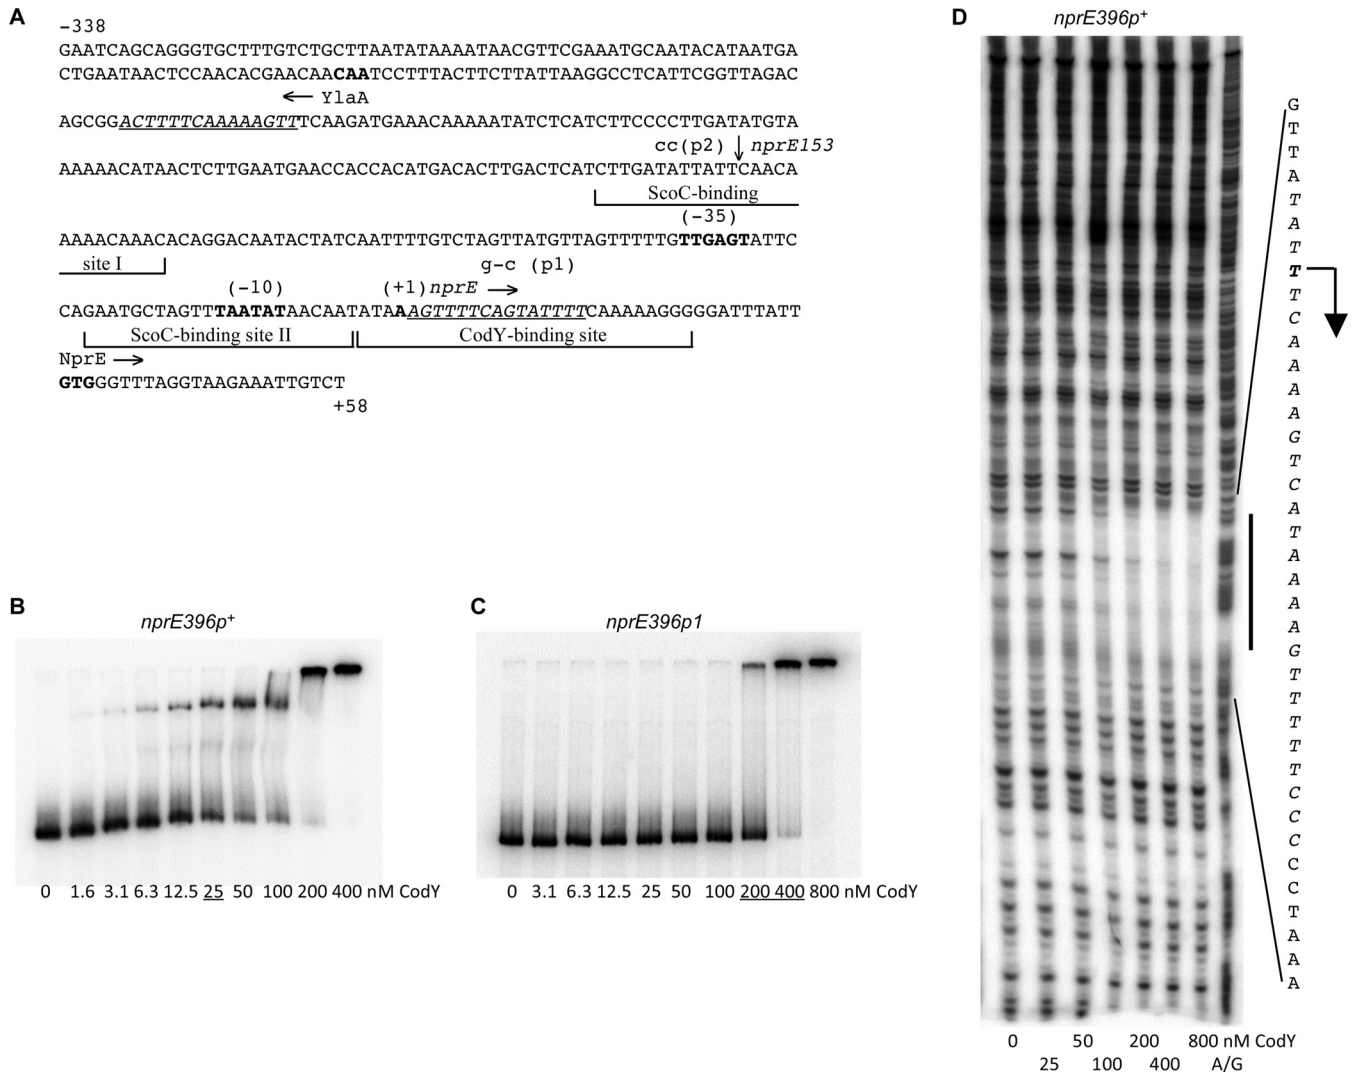 A
−338
GAATCAGCAGGGTGCTTTGTCTGCTTAATATAAAATAACGTTCGAAATGCAATACATAATGA
CTGAATAACTCCAACACGAACAACAATCCTTTACTTCTTATTAAGGCCTCATTCGGTTAGAC
← YlaA
AGCGGACTTTTCAAAAAGTTTCAAGATGAAACAAAAATATCTCATCTTCCCCTTGATATGTA
cc(p2) ↓ nprE153
AAAAACATAACTCTTGAATGAACCACCACATGACACTTGACTCATCTTGATATTATTCAACA
ScoC-binding
(−35)
AAAACAAACACAGGACAATACTATCAATTTTGTCTAGTTATGTTAGTTTTTGTTGAGTATTC
site I
g-c (p1)
(−10) (+1) nprE →
CAGAATGCTAGTTTTAATATAACAATATAAAAGTTTTCAGTATTTTCAAAAAGGGGGATTTATT
ScoC-binding site II CodY-binding site
NprE →
GTGGGTTTAGGTAAGAAATTGTCT
+58
B
nprE396p+
0 1.6 3.1 6.3 12.5 25 50 100 200 400 nM CodY
C
nprE396p1
0 3.1 6.3 12.5 25 50 100 200 400 800 nM CodY
D
nprE396p+
G
T
T
A
T
A
T
T
T
C
A
A
A
A
G
T
C
A
T
A
A
A
A
G
T
T
T
T
T
C
C
C
C
C
T
A
A
A
0 50 200 800 nM CodY
25 100 400 A/G